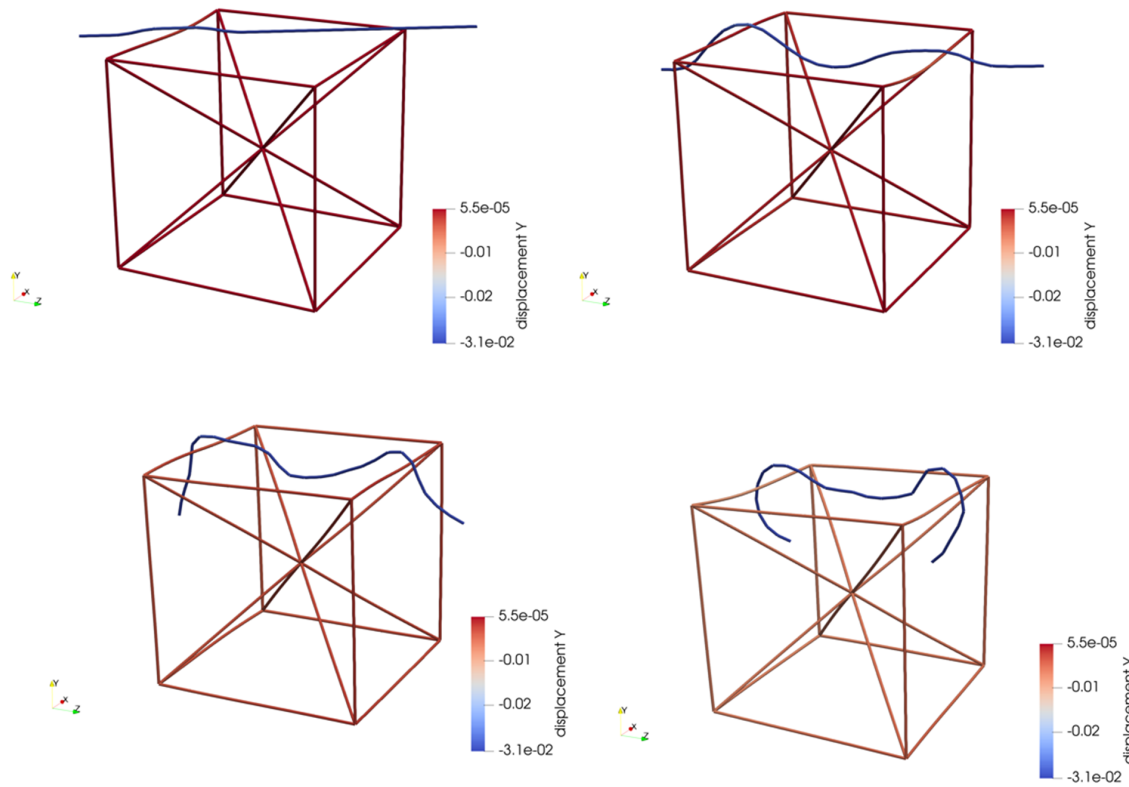 5.5e-05
-0.01
-0.02
-3.1e-02
displacement Y
Y
X
Z
5.5e-05
-0.01
-0.02
-3.1e-02
displacement Y
Y
X
Z
5.5e-05
-0.01
-0.02
-3.1e-02
displacement Y
Y
X
Z
5.5e-05
-0.01
-0.02
-3.1e-02
displacement Y
Y
X
Z